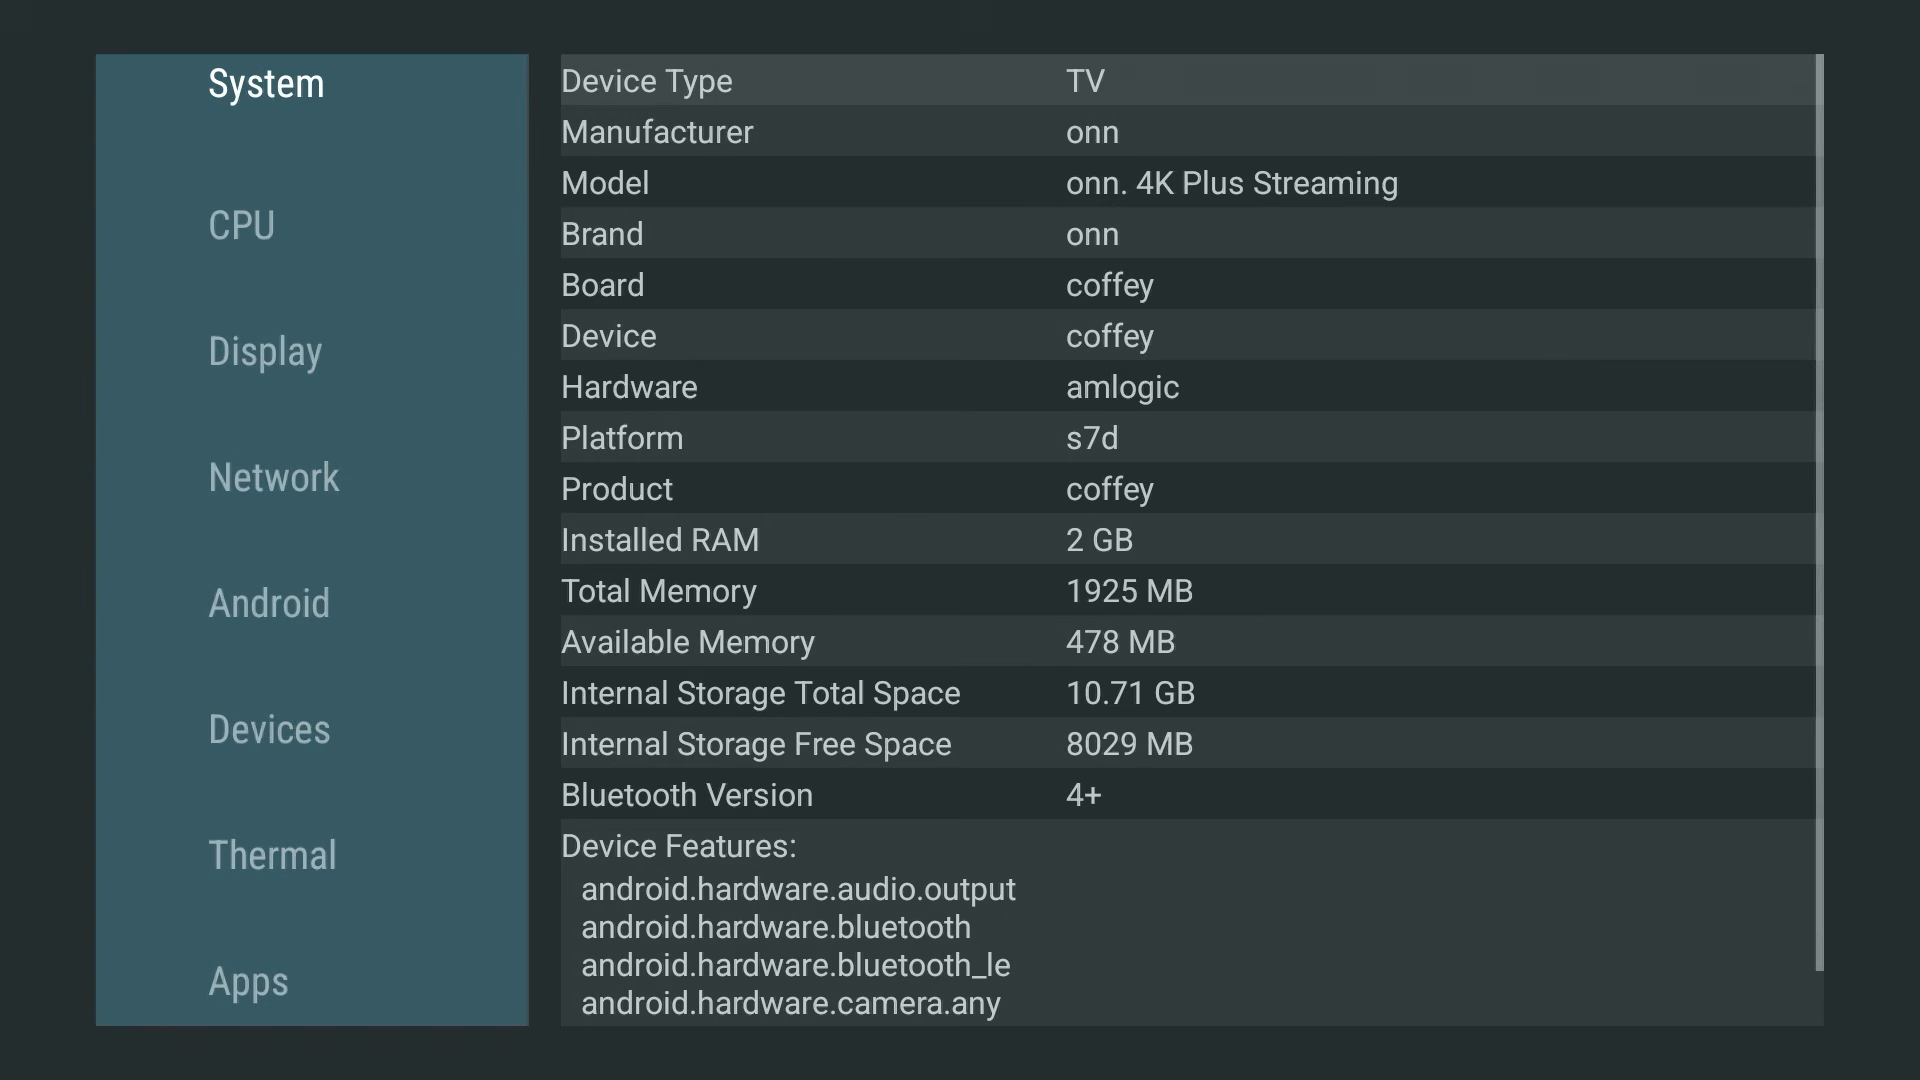 System
CPU
Display
Network
Android
Devices
Thermal
Apps
Device Type TV
Manufacturer onn
Model onn. 4K Plus Streaming
Brand onn
Board coffey
Device coffey
Hardware amlogic
Platform s7d
Product coffey
Installed RAM 2 GB
Total Memory 1925 MB
Available Memory 478 MB
Internal Storage Total Space 10.71 GB
Internal Storage Free Space 8029 MB
Bluetooth Version 4+
Device Features:
android.hardware.audio.output
android.hardware.bluetooth
android.hardware.bluetooth_le
android.hardware.camera.any